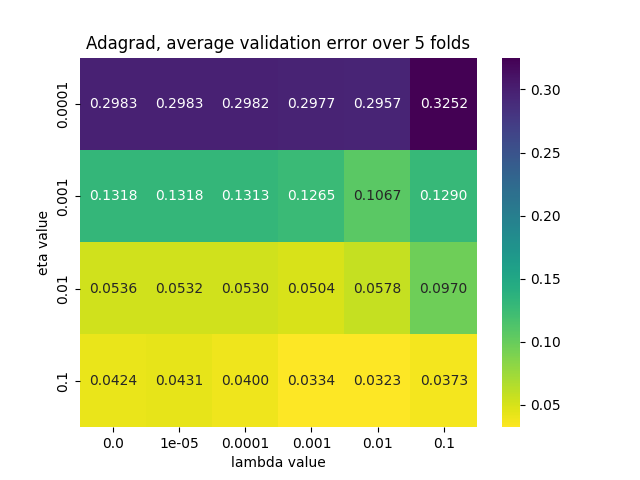 Adagrad, average validation error over 5 folds
eta value
0.0001 0.2983 0.2983 0.2982 0.2977 0.2957 0.3252
0.001 0.1318 0.1318 0.1313 0.1265 0.1067 0.1290
0.01 0.0536 0.0532 0.0530 0.0504 0.0578 0.0970
0.1 0.0424 0.0431 0.0400 0.0334 0.0323 0.0373
0.0 1e-05 0.0001 0.001 0.01 0.1
lambda value
0.30
0.25
0.20
0.15
0.10
0.05